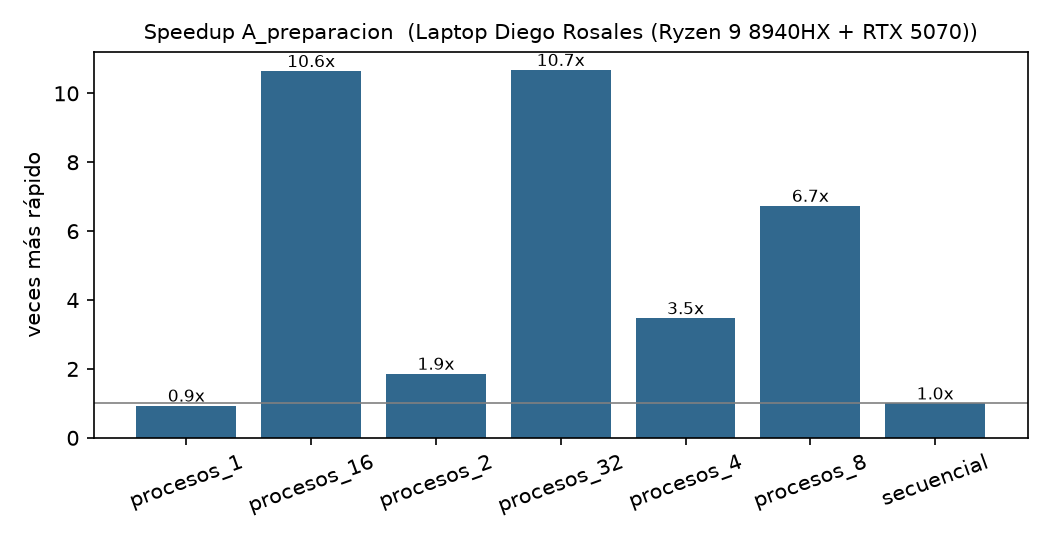 Speedup A_preparacion  (Laptop Diego Rosales (Ryzen 9 8940HX + RTX 5070))
veces más rápido
10
8
6
4
2
0
0.9x
10.6x
1.9x
10.7x
3.5x
6.7x
1.0x
procesos_1
procesos_16
procesos_2
procesos_32
procesos_4
procesos_8
secuencial